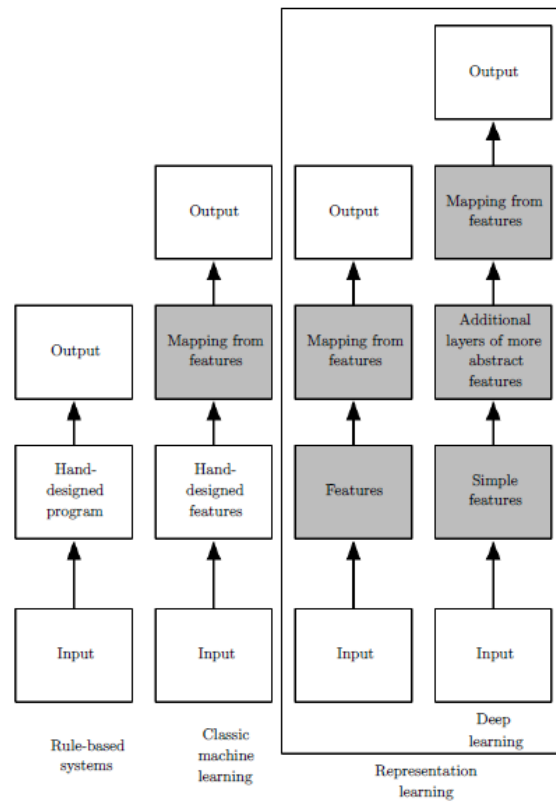 Output
Output
Mapping from
features
Additional
layers of more
abstract
features
Simple
features
Input
Deep
learning
Output
Mapping from
features
Features
Input
Representation
learning
Output
Mapping from
features
Hand-
designed
features
Input
Classic
machine
learning
Hand-
designed
program
Input
Rule-based
systems